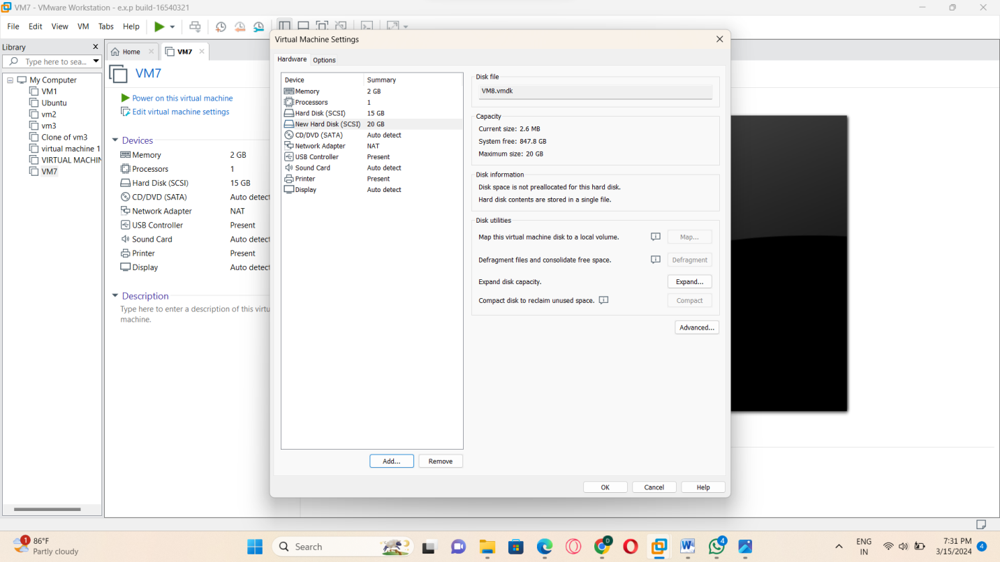 VM7 - VMware Workstation - e.x.p build-16540321
File Edit View VM Tabs Help
Library
Type here to sea...
My Computer
VM1
Ubuntu
vm2
vm3
Clone of vm3
virtual machine 1
VIRTUAL MACHIN
VM7
Home
VM7
VM7
Power on this virtual machine
Edit virtual machine settings
Devices
Memory 2 GB
Processors 1
Hard Disk (SCSI) 15 GB
CD/DVD (SATA) Auto detect
Network Adapter NAT
USB Controller Present
Sound Card Auto detect
Printer Present
Display Auto detect
Description
Type here to enter a description of this virtu
machine.
Virtual Machine Settings
Hardware Options
Device Summary
Memory 2 GB
Processors 1
Hard Disk (SCSI) 15 GB
New Hard Disk (SCSI) 20 GB
CD/DVD (SATA) Auto detect
Network Adapter NAT
USB Controller Present
Sound Card Auto detect
Printer Present
Display Auto detect
Add... Remove
Disk file
VM8.vmdk
Capacity
Current size: 2.6 MB
System free: 847.8 GB
Maximum size: 20 GB
Disk information
Disk space is not preallocated for this hard disk.
Hard disk contents are stored in a single file.
Disk utilities
Map this virtual machine disk to a local volume. Map...
Defragment files and consolidate free space. Defragment
Expand disk capacity. Expand...
Compact disk to reclaim unused space. Compact
Advanced...
OK Cancel Help
1
86°F
Partly cloudy
Search
D
4
ENG
IN
7:31 PM
3/15/2024
4